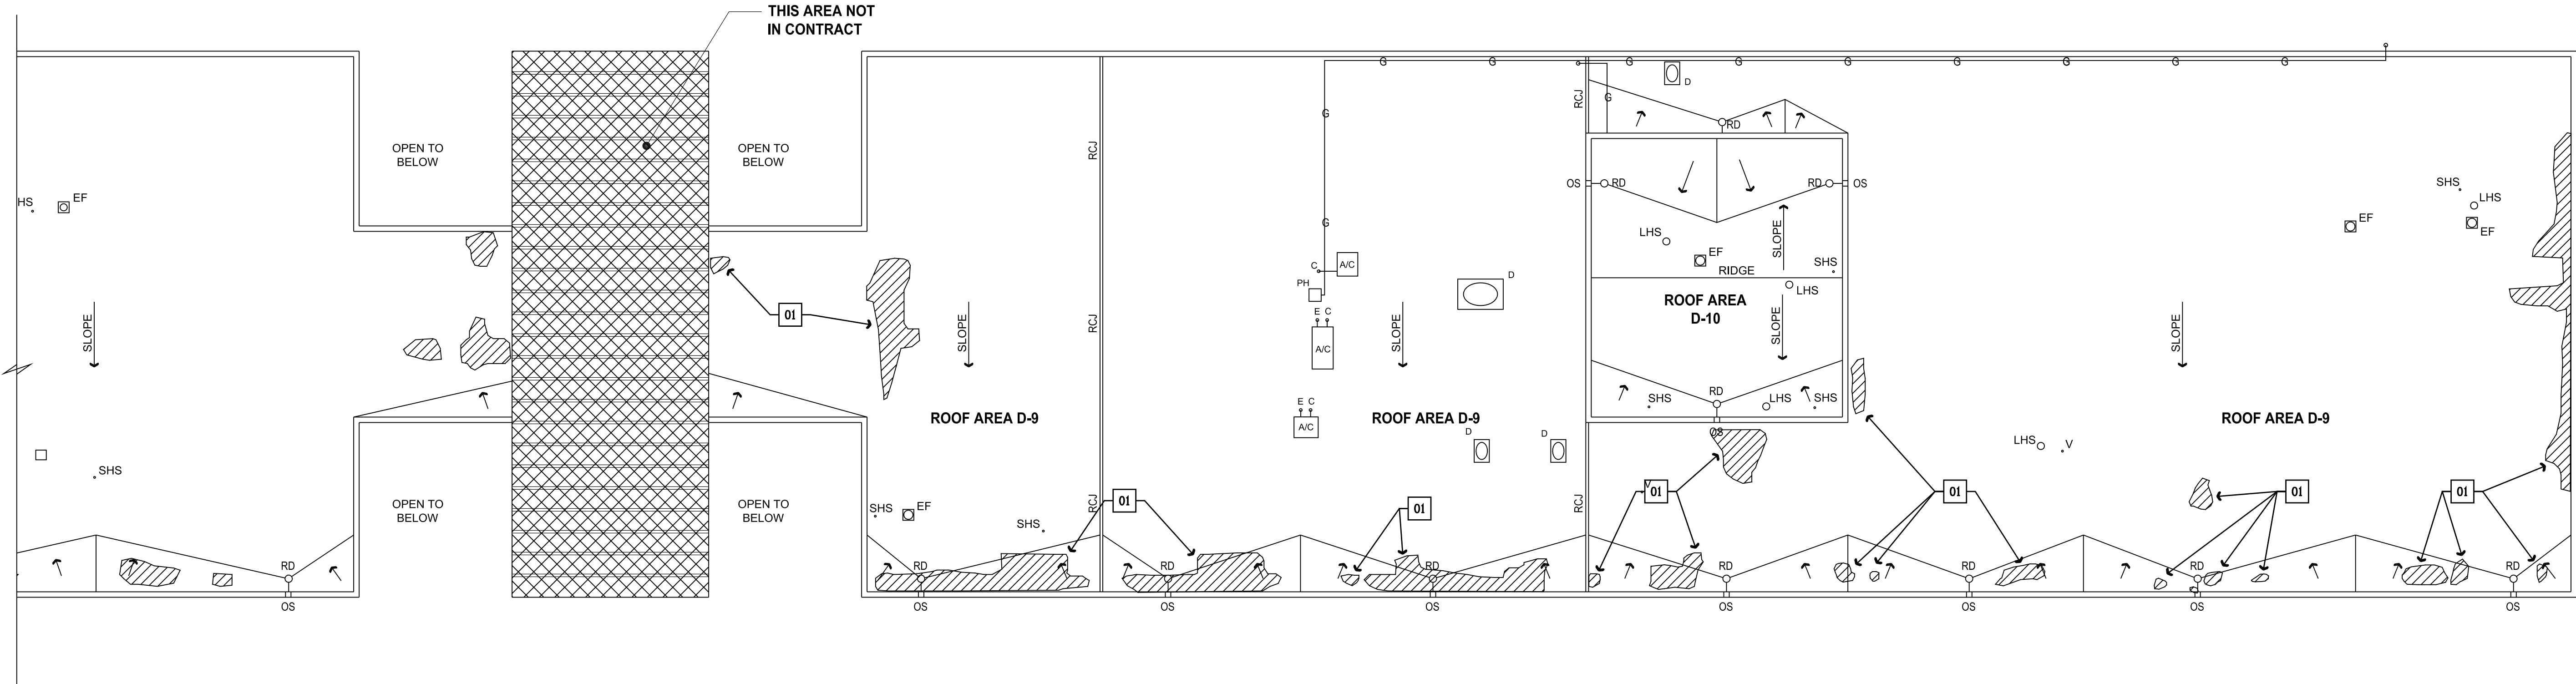 THIS AREA NOT
IN CONTRACT
G G G G G G G G G
D
RCJ
G
G
RD
OPEN TO
BELOW
OPEN TO
BELOW
RCJ
OS
RD
RD
OS
HS
EF
SHS
LHS
EF
EF
G
LHS
EF
SLOPE
SHS
RIDGE
C
A/C
PH
D
LHS
ROOF AREA
D-10
01
E C
A/C
SLOPE
SLOPE
RCJ
SLOPE
SLOPE
SLOPE
RD
SHS
LHS
SHS
E C
A/C
ROOF AREA D-9
ROOF AREA D-9
ROOF AREA D-9
D
D
OS
LHS
V
SHS
OPEN TO
BELOW
OPEN TO
BELOW
SHS
EF
SHS
RCJ
01
01
RCJ
V
01
01
01
01
RD
RD
RD
RD
RD
RD
RD
RD
OS
OS
OS
OS
OS
OS
OS
OS